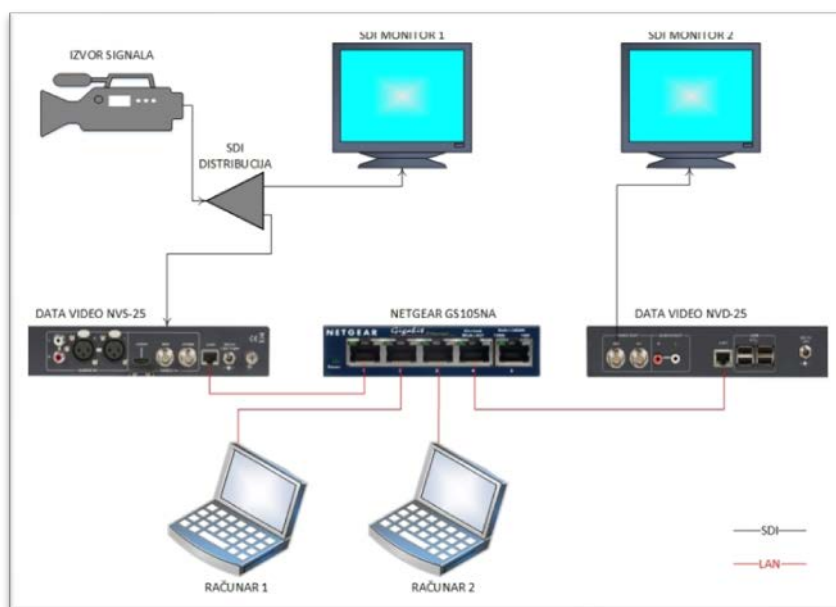 IZVOR SIGNALA
SDI MONITOR 1
SDI MONITOR 2
SDI
DISTRIBUCIJA
DATA VIDEO NVS-25
NETGEAR GS105NA
DATA VIDEO NVD-25
NETGEAR
Gigabit
RAČUNAR 1
RAČUNAR 2
SDI
LAN